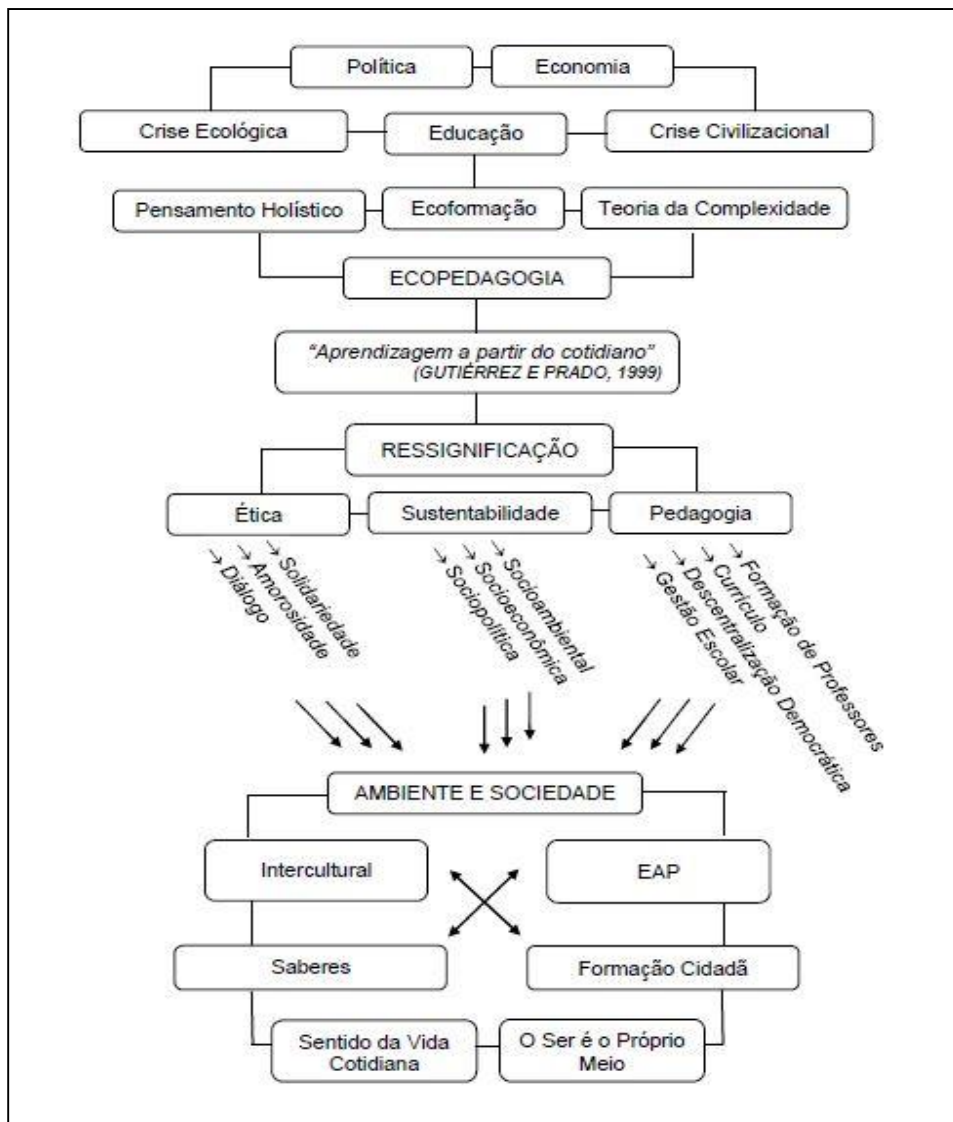 Política
Economia
Crise Ecológica
Educação
Crise Civilizacional
Pensamento Holístico
Ecoformação
Teoria da Complexidade
ECOPEDAGOGIA
“Aprendizagem a partir do cotidiano”
(GUTIÉRREZ E PRADO, 1999)
RESSIGNIFICAÇÃO
Ética
Sustentabilidade
Pedagogia
→ Solidariedade
→ Amorosidade
→ Diálogo
→ Socioambiental
→ Socioeconômica
→ Sociopolítica
→ Formação de Professores
→ Currículo
→ Descentralização Democrática
→ Gestão Escolar
AMBIENTE E SOCIEDADE
Intercultural
EAP
Saberes
Formação Cidadã
Sentido da Vida
Cotidiana
O Ser é o Próprio
Meio